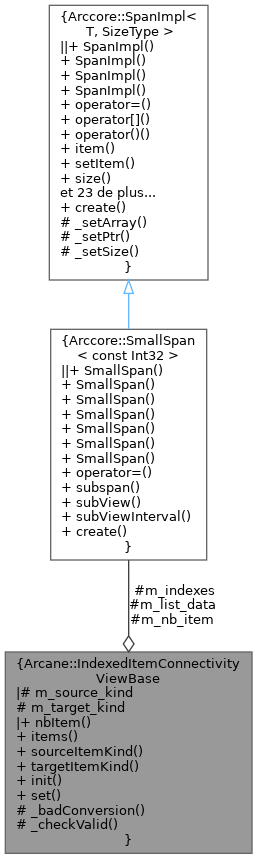 {Arccore::SpanImpl<
T, SizeType >
||+ SpanImpl()
+ SpanImpl()
+ SpanImpl()
+ SpanImpl()
+ operator=()
+ operator[]()
+ operator()()
+ item()
+ setItem()
+ size()
et 23 de plus...
+ create()
# _setArray()
# _setPtr()
# _setSize()
}
{Arccore::SmallSpan
< const Int32 >
||+ SmallSpan()
+ SmallSpan()
+ SmallSpan()
+ SmallSpan()
+ SmallSpan()
+ SmallSpan()
+ SmallSpan()
+ operator=()
+ subspan()
+ subView()
+ subViewInterval()
+ create()
}
#m_indexes
#m_list_data
#m_nb_item
{Arcane::IndexedItemConnectivity
ViewBase
|# m_source_kind
# m_target_kind
|+ nbItem()
+ items()
+ sourceItemKind()
+ targetItemKind()
+ init()
+ set()
# _badConversion()
# _checkValid()
}